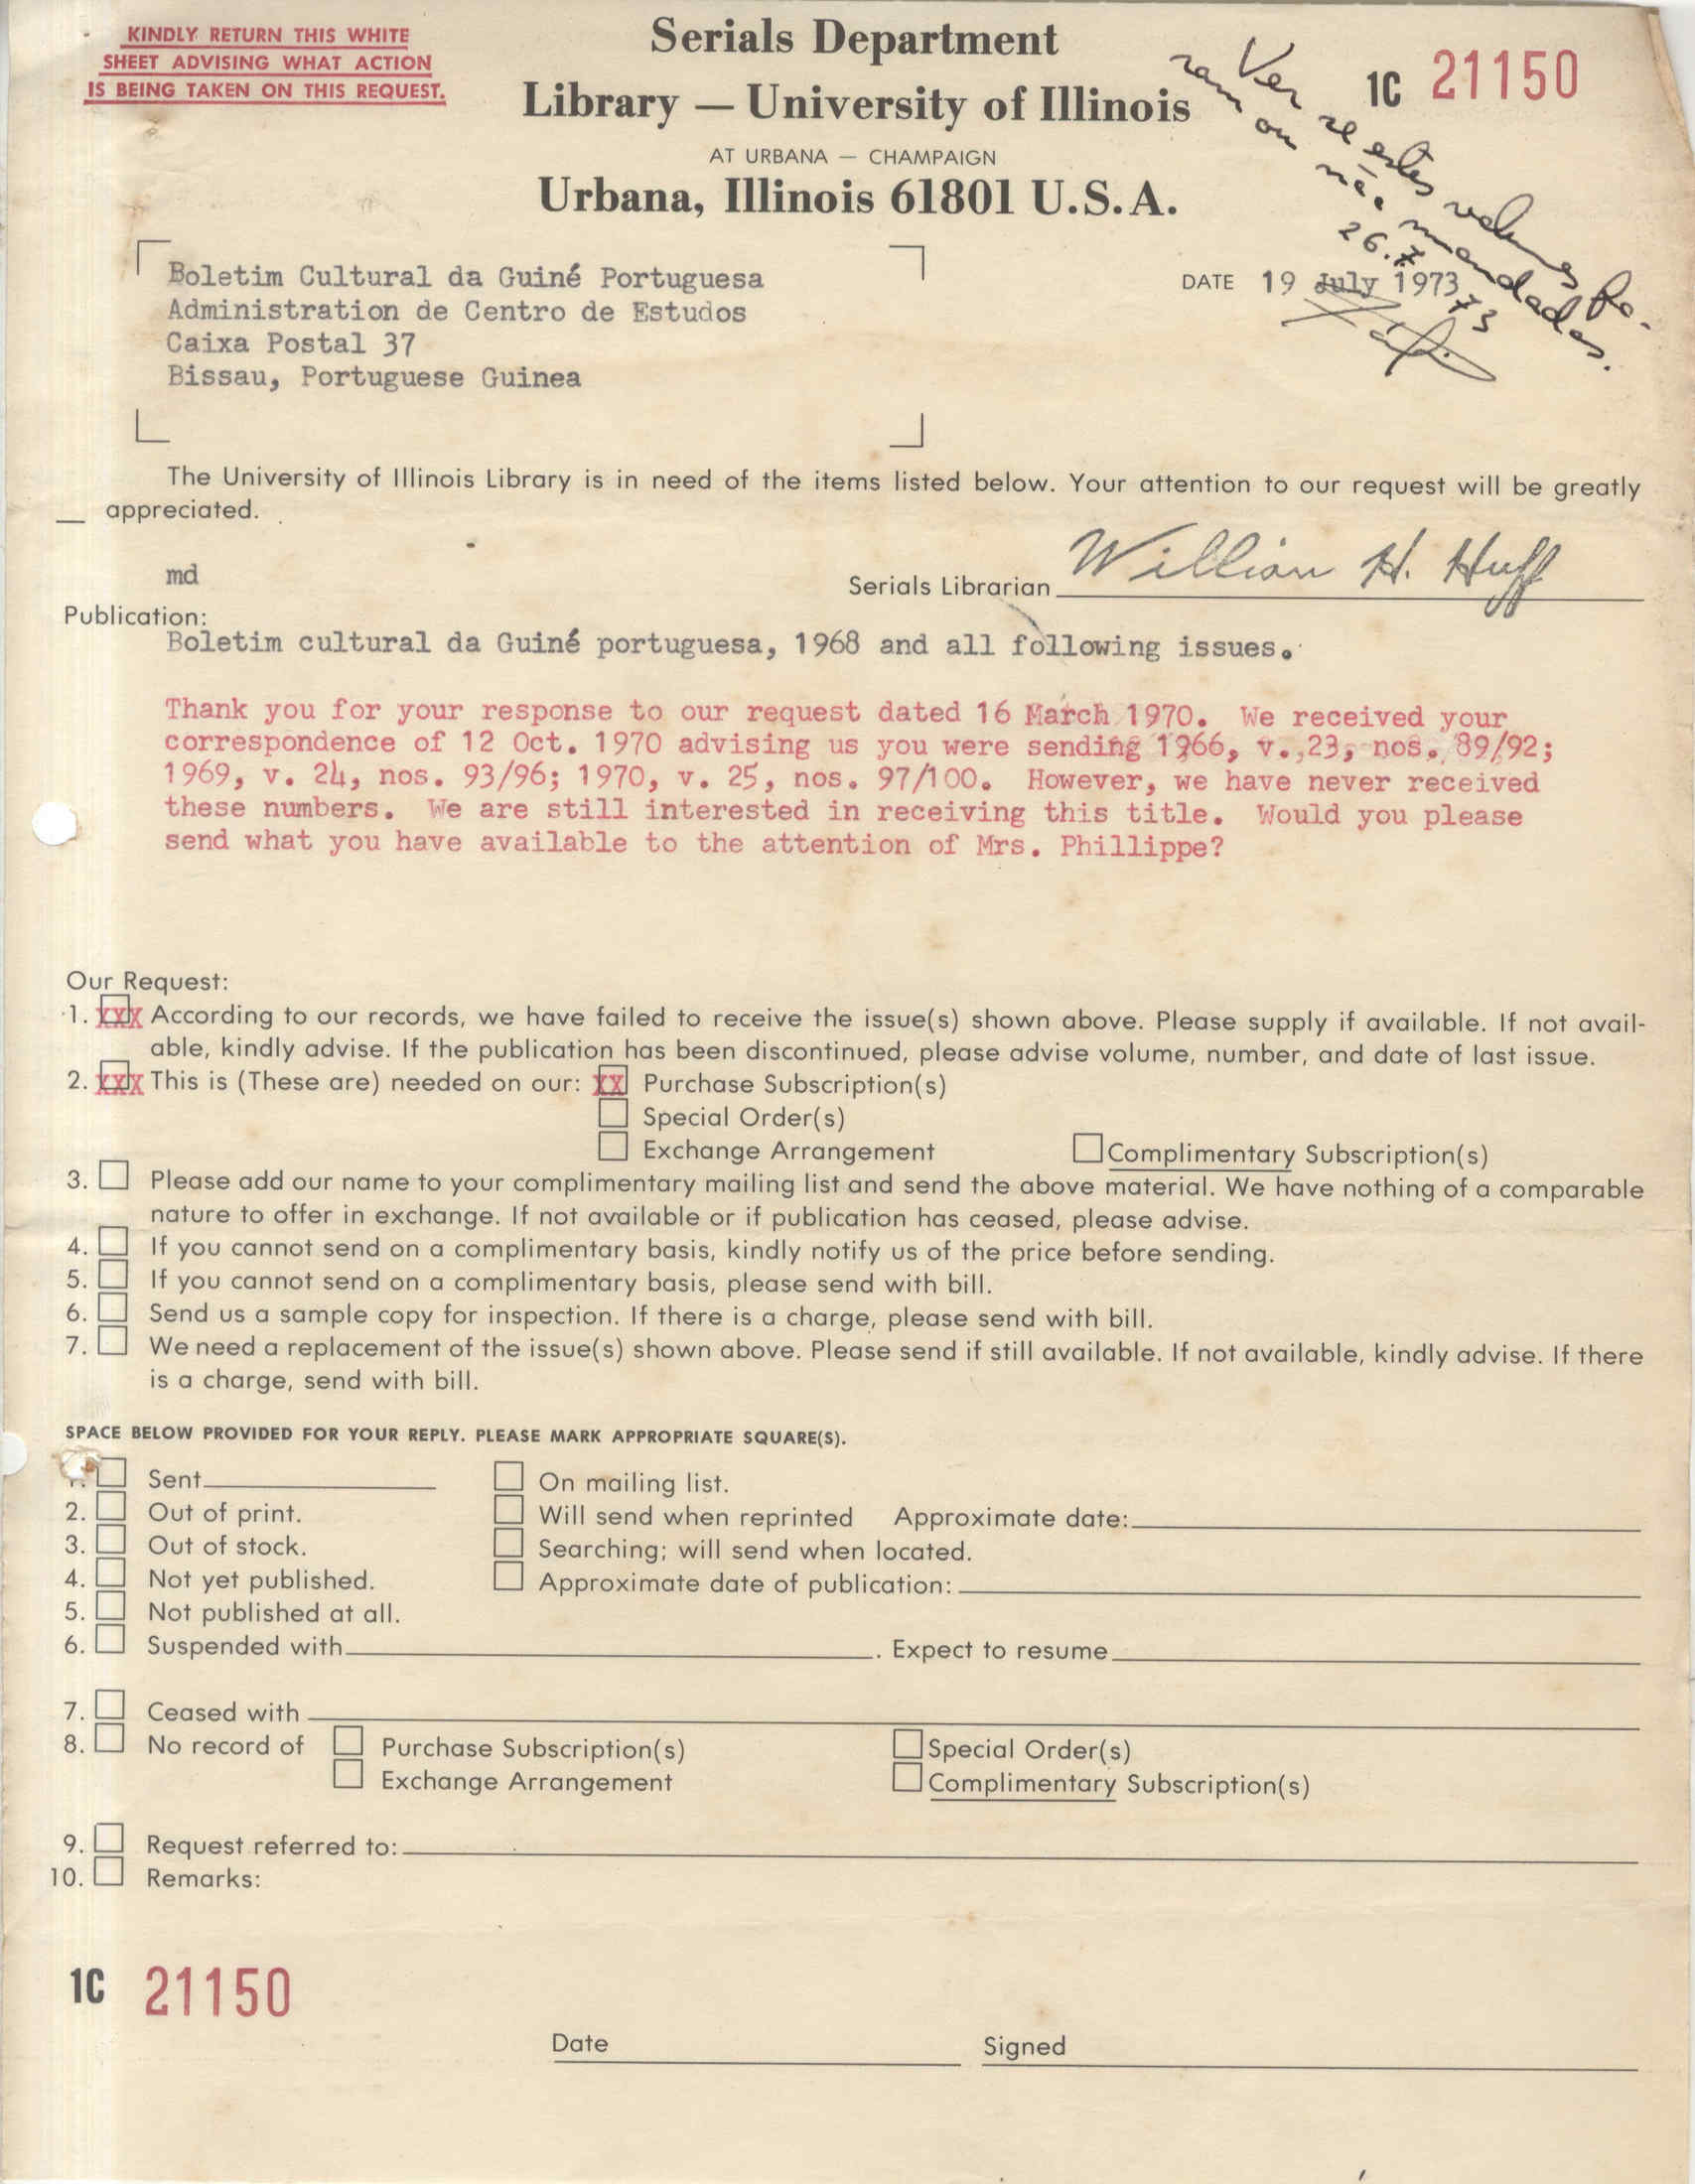 KINDLY RETURN THIS WHITE
SHEET ADVISING WHAT ACTION
IS BEING TAKEN ON THIS REQUEST.
Serials Department
Library — University of Illinois
AT URBANA — CHAMPAIGN
Urbana, Illinois 61801 U.S.A.
1C 21150
Ver se estes volumes fo-
ram ou não mandados.
26.7.73
Boletim Cultural da Guiné Portuguesa
Administration de Centro de Estudos
Caixa Postal 37
Bissau, Portuguese Guinea
DATE 19 July 1973
The University of Illinois Library is in need of the items listed below. Your attention to our request will be greatly
appreciated.
md
Serials Librarian William H. Huff
Publication:
Boletim cultural da Guiné portuguesa, 1968 and all following issues.
Thank you for your response to our request dated 16 March 1970. We received your
correspondence of 12 Oct. 1970 advising us you were sending 1966, v. 23, nos. 89/92;
1969, v. 24, nos. 93/96; 1970, v. 25, nos. 97/100. However, we have never received
these numbers. We are still interested in receiving this title. Would you please
send what you have available to the attention of Mrs. Phillippe?
Our Request:
1. xxx According to our records, we have failed to receive the issue(s) shown above. Please supply if available. If not avail-
able, kindly advise. If the publication has been discontinued, please advise volume, number, and date of last issue.
2. xxx This is (These are) needed on our: xx Purchase Subscription(s)
Special Order(s)
Exchange Arrangement Complimentary Subscription(s)
3. Please add our name to your complimentary mailing list and send the above material. We have nothing of a comparable
nature to offer in exchange. If not available or if publication has ceased, please advise.
4. If you cannot send on a complimentary basis, kindly notify us of the price before sending.
5. If you cannot send on a complimentary basis, please send with bill.
6. Send us a sample copy for inspection. If there is a charge, please send with bill.
7. We need a replacement of the issue(s) shown above. Please send if still available. If not available, kindly advise. If there
is a charge, send with bill.
SPACE BELOW PROVIDED FOR YOUR REPLY. PLEASE MARK APPROPRIATE SQUARE(S).
1. Sent On mailing list.
2. Out of print. Will send when reprinted Approximate date:
3. Out of stock. Searching; will send when located.
4. Not yet published. Approximate date of publication:
5. Not published at all.
6. Suspended with . Expect to resume
7. Ceased with
8. No record of Purchase Subscription(s) Special Order(s)
Exchange Arrangement Complimentary Subscription(s)
9. Request referred to:
10. Remarks:
1C 21150
Date Signed